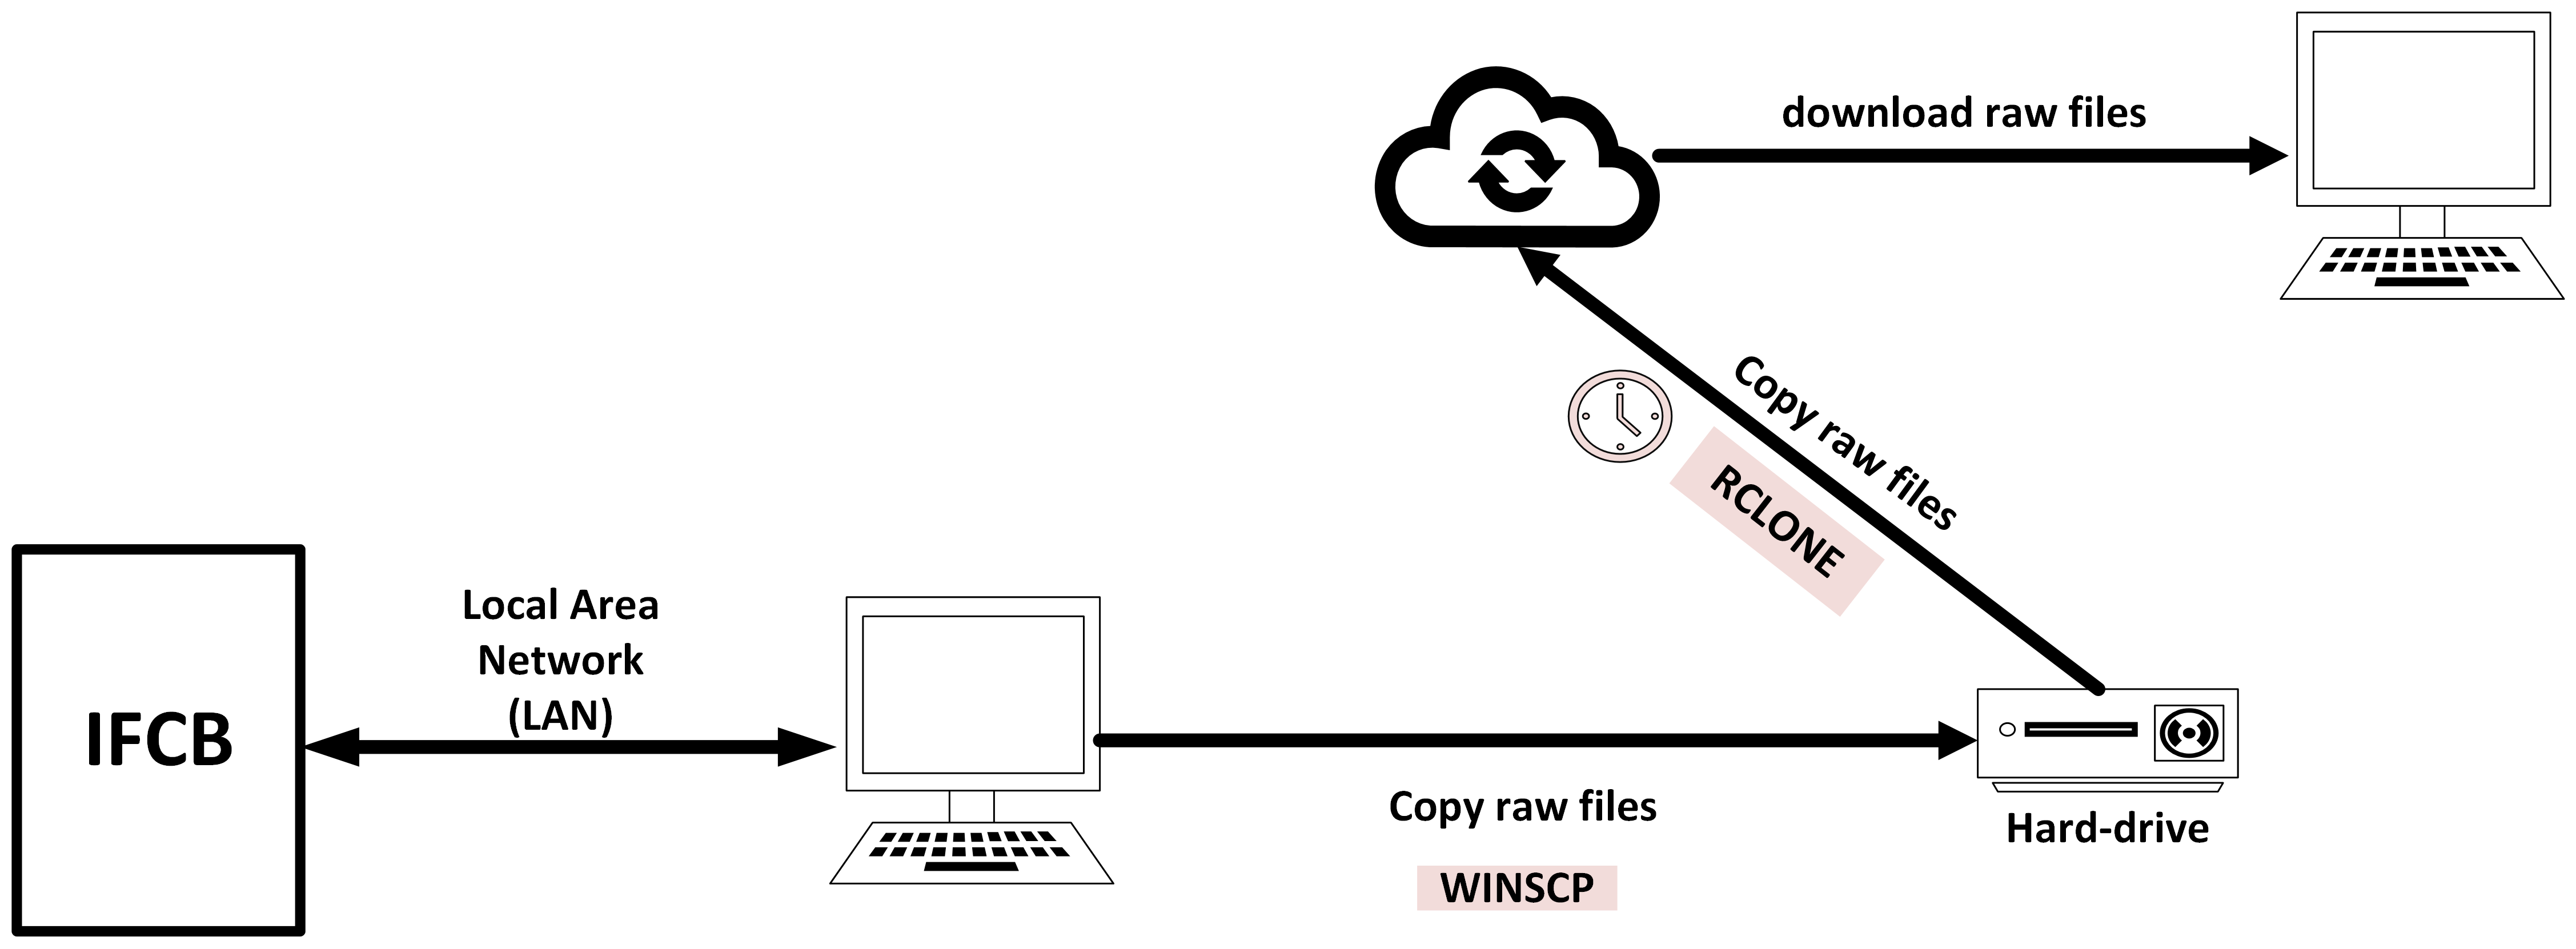 download raw files
Copy raw files
RCLONE
Local Area
Network
(LAN)
IFCB
Copy raw files
Hard-drive
WINSCP